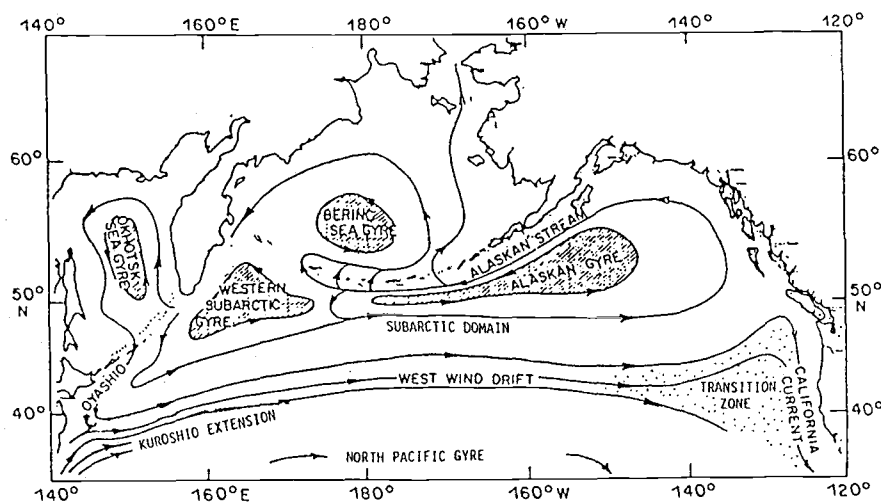 140° 160° E 180° 160° W 140° 120°
60° 60°
BERING
SEA GYRE
OKHOTSK
SEA GYRE
ALASKAN STREAM
ALASKAN GYRE
WESTERN
SUBARCTIC
GYRE
50°
N
50°
N
SUBARCTIC DOMAIN
OYASHIO
WEST WIND DRIFT
TRANSITION
ZONE
CALIFORNIA
CURRENT
40° 40°
KUROSHIO EXTENSION
NORTH PACIFIC GYRE
140° 160° E 180° 160° W 140° 120°